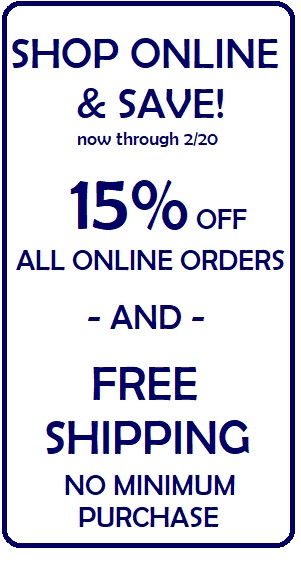 SHOP ONLINE
& SAVE!
now through 2/20
15% OFF
ALL ONLINE ORDERS
- AND -
FREE
SHIPPING
NO MINIMUM
PURCHASE